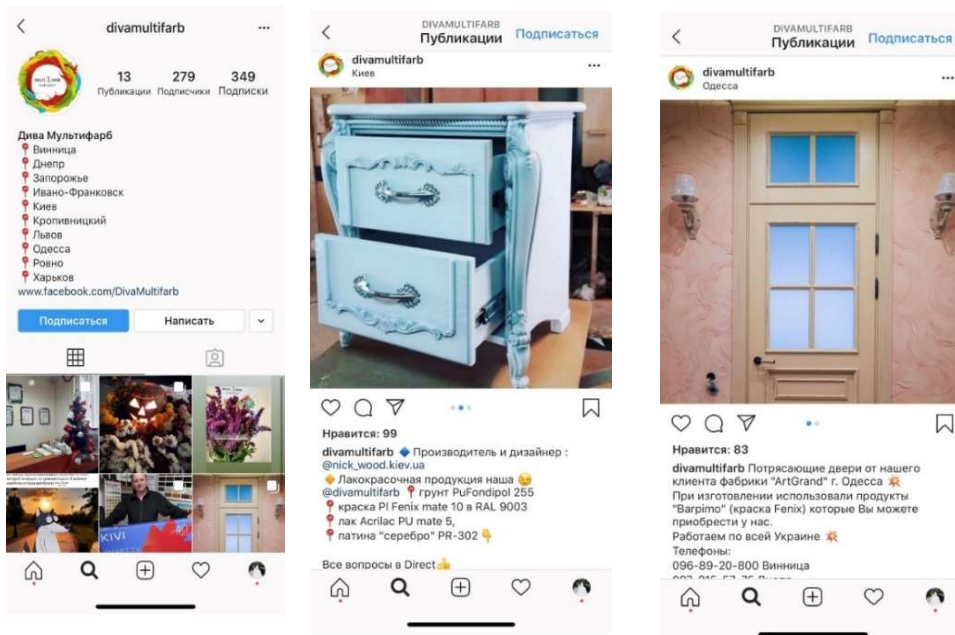 divamultifarb
13 279 349
Публикации Подписчики Подписки
Дива Мультифарб
Винница
Днепр
Запорожье
Ивано-Франковск
Киев
Кропивницкий
Львов
Одесса
Ровно
Харьков
www.facebook.com/DivaMultifarb
Подписаться Написать
KIVI
DIVAMULTIFARB
Публикации Подписаться
divamultifarb
Киев
Нравится: 99
divamultifarb Производитель и дизайнер :
@nick_wood.kiev.ua
Лакокрасочная продукция наша
@divamultifarb грунт PuFondipol 255
краска Pl Fenix mate 10 в RAL 9003
лак Acrilac PU mate 5,
патина "серебро" PR-302
Все вопросы в Direct
DIVAMULTIFARB
Публикации Подписаться
divamultifarb
Одесса
Нравится: 83
divamultifarb Потрясающие двери от нашего
клиента фабрики "ArtGrand" г. Одесса
При изготовлении использовали продукты
"Barpimo" (краска Fenix) которые Вы можете
приобрести у нас.
Работаем по всей Украине
Телефоны:
096-89-20-800 Винница